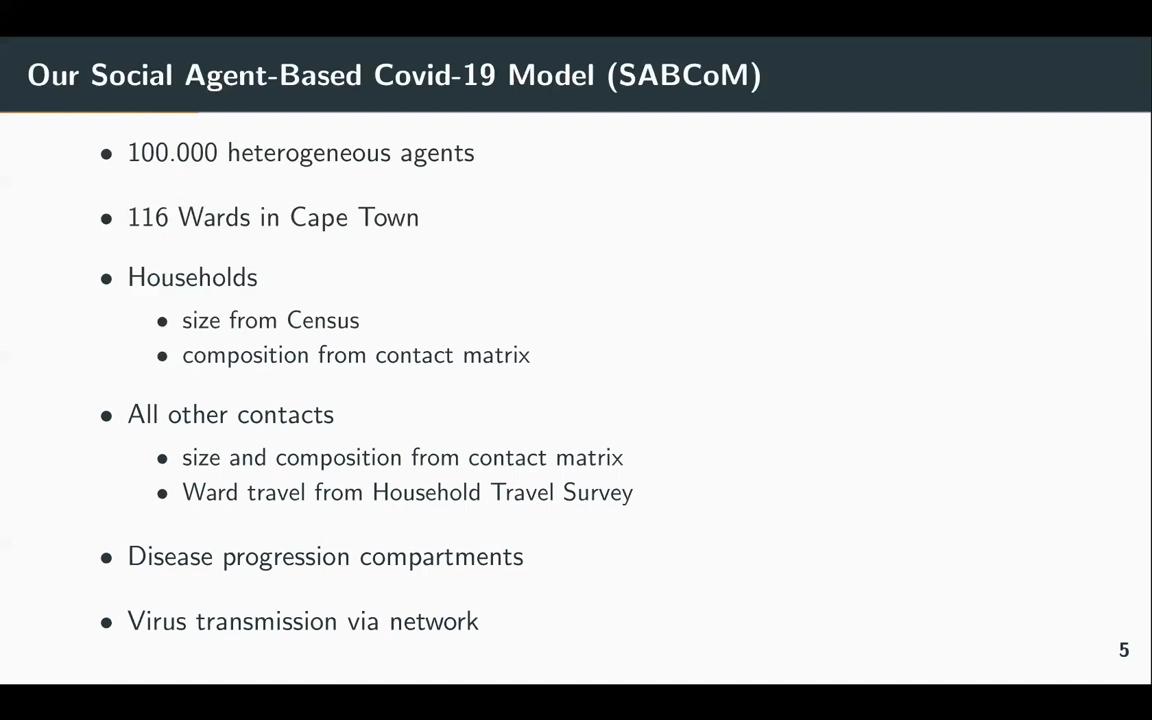 Our Social Agent-Based Covid-19 Model (SABCoM)
• 100.000 heterogeneous agents
• 116 Wards in Cape Town
• Households
• size from Census
• composition from contact matrix
• All other contacts
• size and composition from contact matrix
• Ward travel from Household Travel Survey
• Disease progression compartments
• Virus transmission via network
5